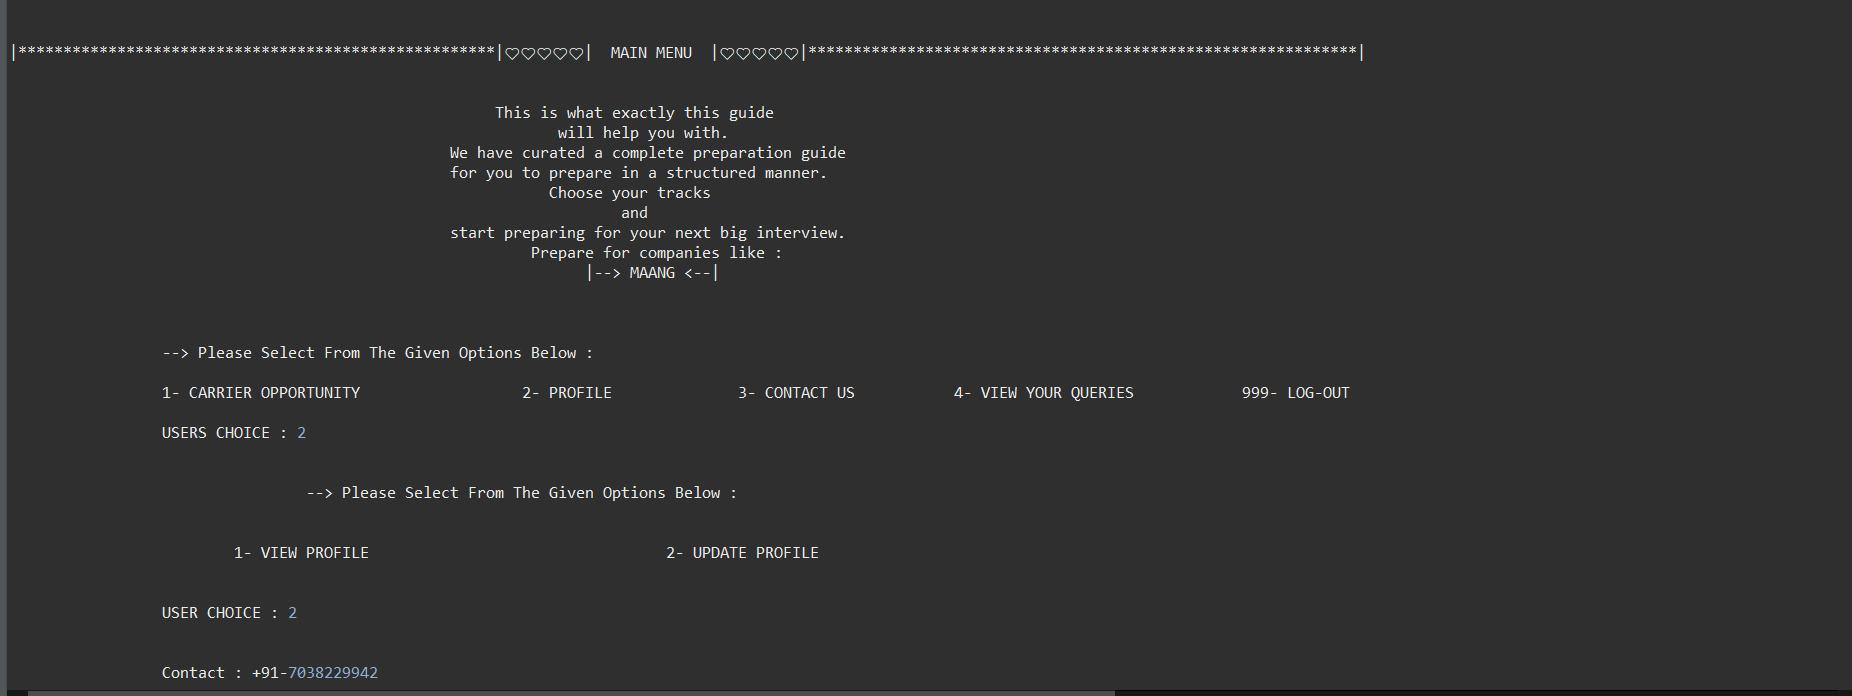 |*****************************************************|♡♡♡♡♡|  MAIN MENU  |♡♡♡♡♡|*************************************************************|
This is what exactly this guide
will help you with.
We have curated a complete preparation guide
for you to prepare in a structured manner.
Choose your tracks
and
start preparing for your next big interview.
Prepare for companies like :
|--> MAANG <--|
--> Please Select From The Given Options Below :
1- CARRIER OPPORTUNITY 2- PROFILE 3- CONTACT US 4- VIEW YOUR QUERIES 999- LOG-OUT
USERS CHOICE : 2
--> Please Select From The Given Options Below :
1- VIEW PROFILE 2- UPDATE PROFILE
USER CHOICE : 2
Contact : +91-7038229942